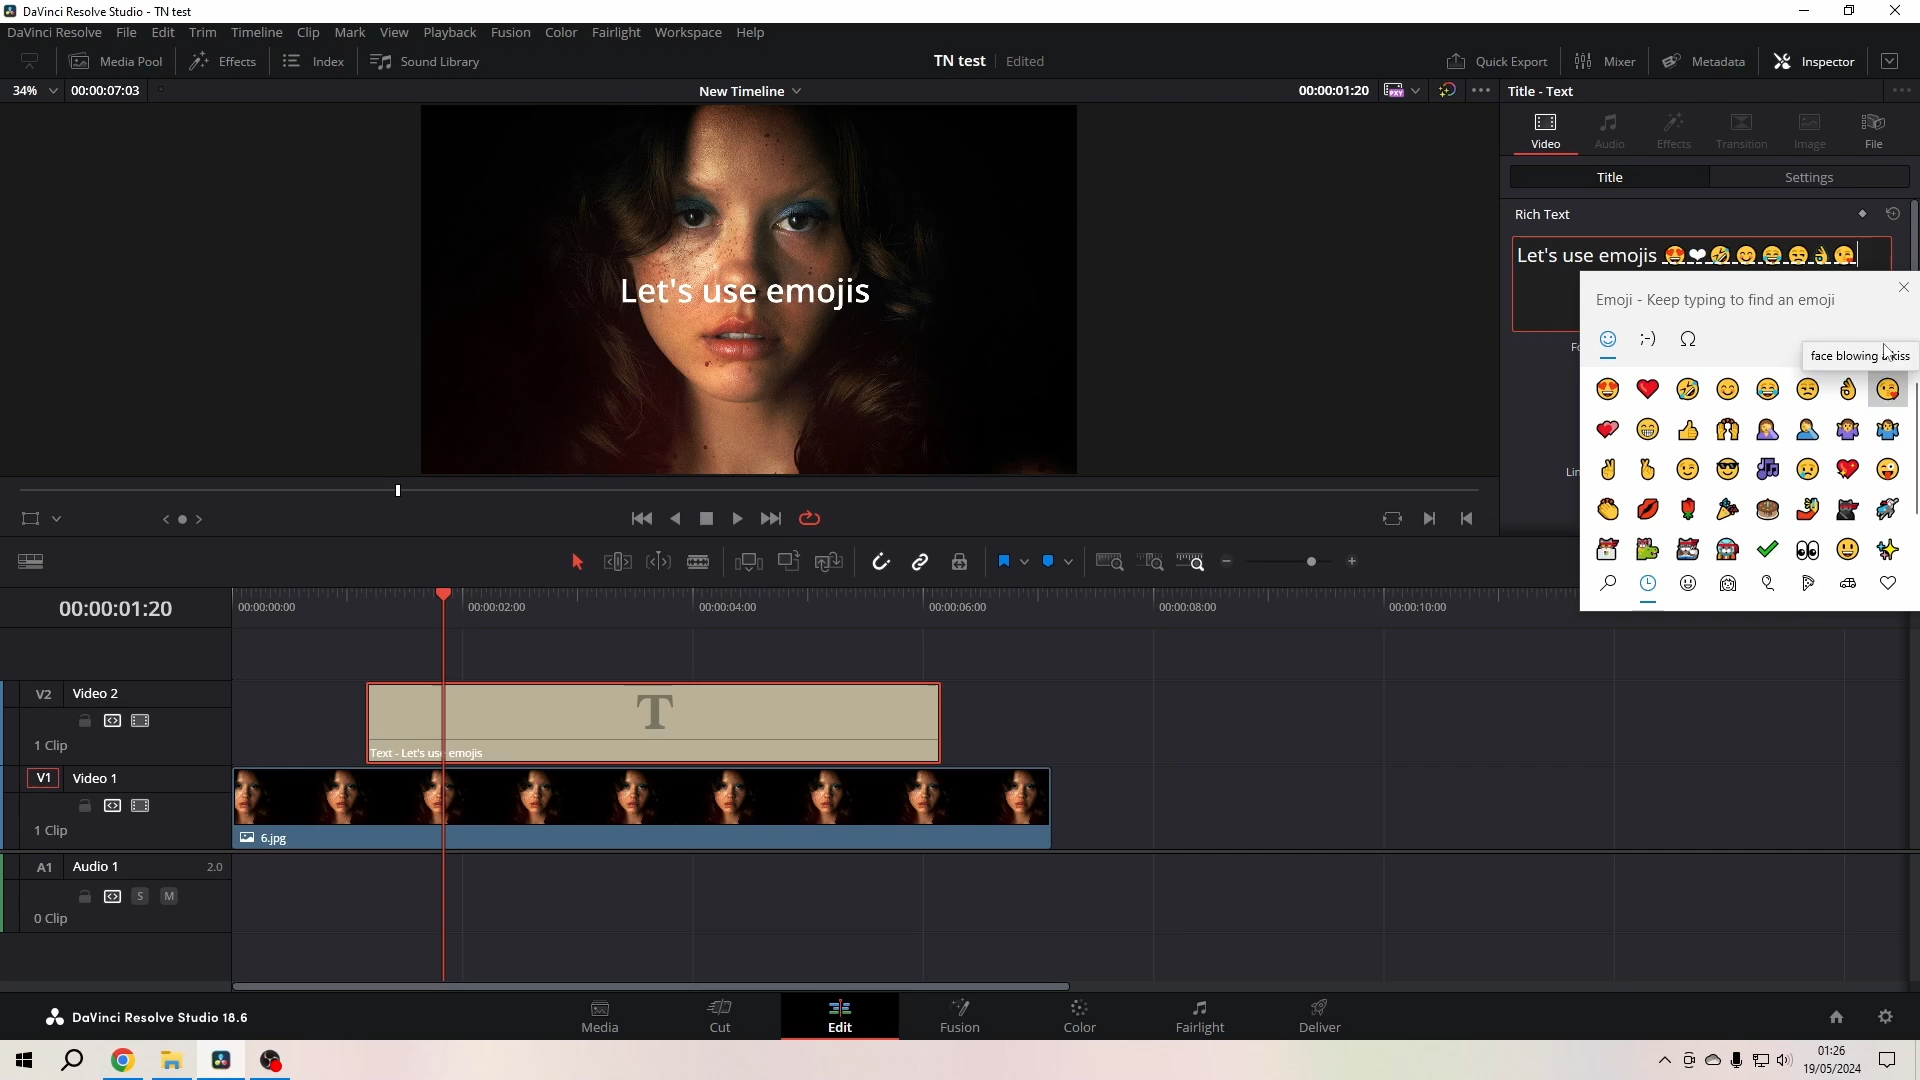 DaVinci Resolve Studio - TN test
DaVinci Resolve File Edit Trim Timeline Clip Mark View Playback Fusion Color Fairlight Workspace Help
Media Pool Effects Index Sound Library TN test Edited Quick Export Mixer Metadata Inspector
34% 00:00:07:03 New Timeline 00:00:01:20 PXY Title - Text
Video Audio Effects Transition Image File
Title Settings
Rich Text
Let's use emojis 😍❤🤣😊😂😒👌😘
Let's use emojis
Emoji - Keep typing to find an emoji
;-) Ω
face blowing a kiss
00:00:01:20
00:00:00:00 00:00:02:00 00:00:04:00 00:00:06:00 00:00:08:00 00:00:10:00
V2 Video 2
1 Clip
T
Text - Let's use emojis
V1 Video 1
1 Clip
6.jpg
A1 Audio 1 2.0
S M
0 Clip
DaVinci Resolve Studio 18.6
Media Cut Edit Fusion Color Fairlight Deliver
01:26
19/05/2024